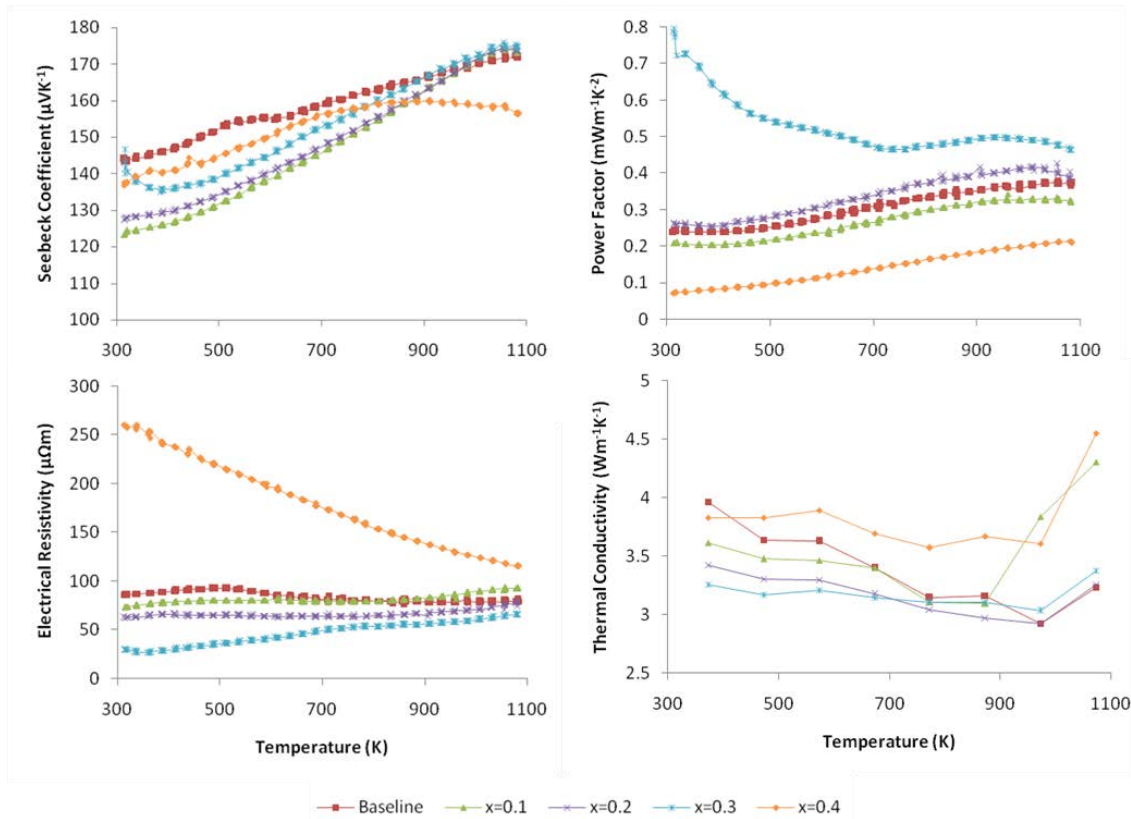 180
170
160
150
140
130
120
110
100
Seebeck Coefficient (µVK⁻¹)
300 500 700 900 1100
0.8
0.7
0.6
0.5
0.4
0.3
0.2
0.1
0
Power Factor (mWm⁻¹K⁻²)
300 500 700 900 1100
300
250
200
150
100
50
0
Electrical Resistivity (µΩm)
300 500 700 900 1100
Temperature (K)
5
4.5
4
3.5
3
2.5
Thermal Conductivity (Wm⁻¹K⁻¹)
300 500 700 900 1100
Temperature (K)
Baseline x=0.1 x=0.2 x=0.3 x=0.4